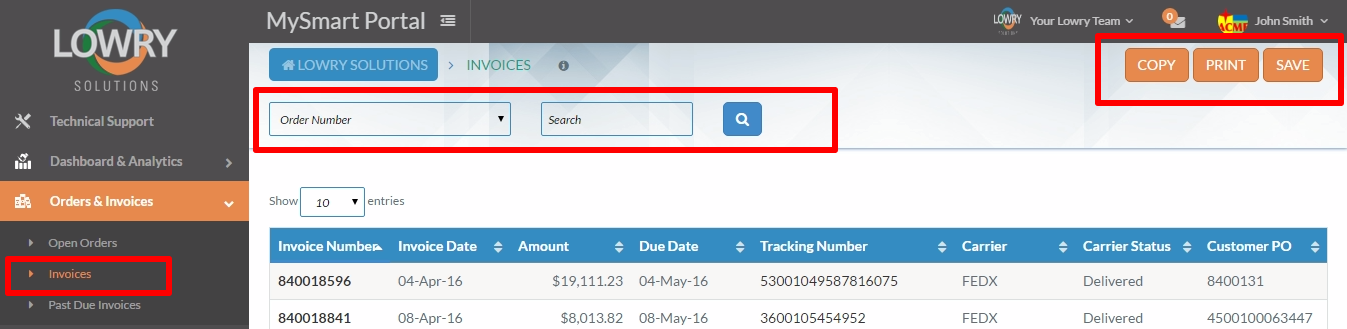 LOWRY
SOLUTIONS
Technical Support
Dashboard & Analytics
Orders & Invoices
Open Orders
Invoices
Past Due Invoices
MySmart Portal
LOWRY
Your Lowry Team
0
ACME
John Smith
LOWRY SOLUTIONS > INVOICES
COPY PRINT SAVE
Order Number
Search
Show 10 entries
Invoice Number Invoice Date Amount Due Date Tracking Number Carrier Carrier Status Customer PO
840018596 04-Apr-16 $19,111.23 04-May-16 53001049587816075 FEDX Delivered 8400131
840018841 08-Apr-16 $8,013.82 08-May-16 3600105454952 FEDX Delivered 4500100063447